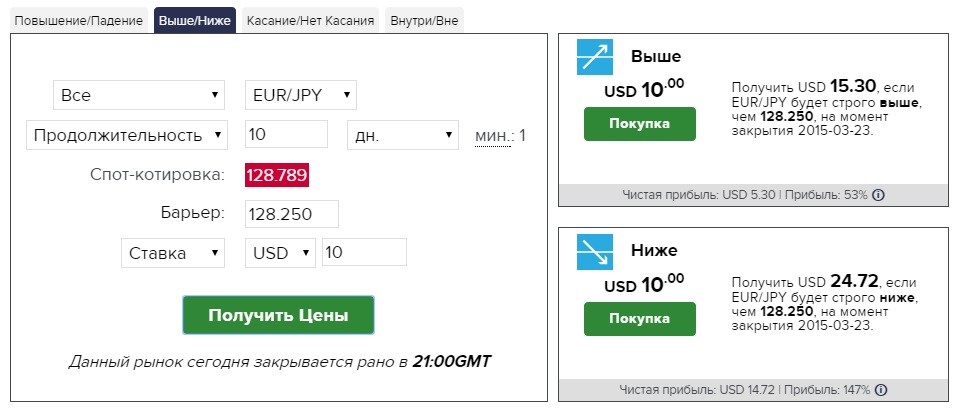 Повышение/Падение Выше/Ниже Касание/Нет Касания Внутри/Вне
Все EUR/JPY
Продолжительность 10 дн. мин.: 1
Спот-котировка: 128.789
Барьер: 128.250
Ставка USD 10
Получить Цены
Данный рынок сегодня закрывается рано в 21:00GMT
Выше
USD 10.00
Покупка
Получить USD 15.30, если
EUR/JPY будет строго выше,
чем 128.250, на момент
закрытия 2015-03-23.
Чистая прибыль: USD 5.30 | Прибыль: 53%
Ниже
USD 10.00
Покупка
Получить USD 24.72, если
EUR/JPY будет строго ниже,
чем 128.250, на момент
закрытия 2015-03-23.
Чистая прибыль: USD 14.72 | Прибыль: 147%